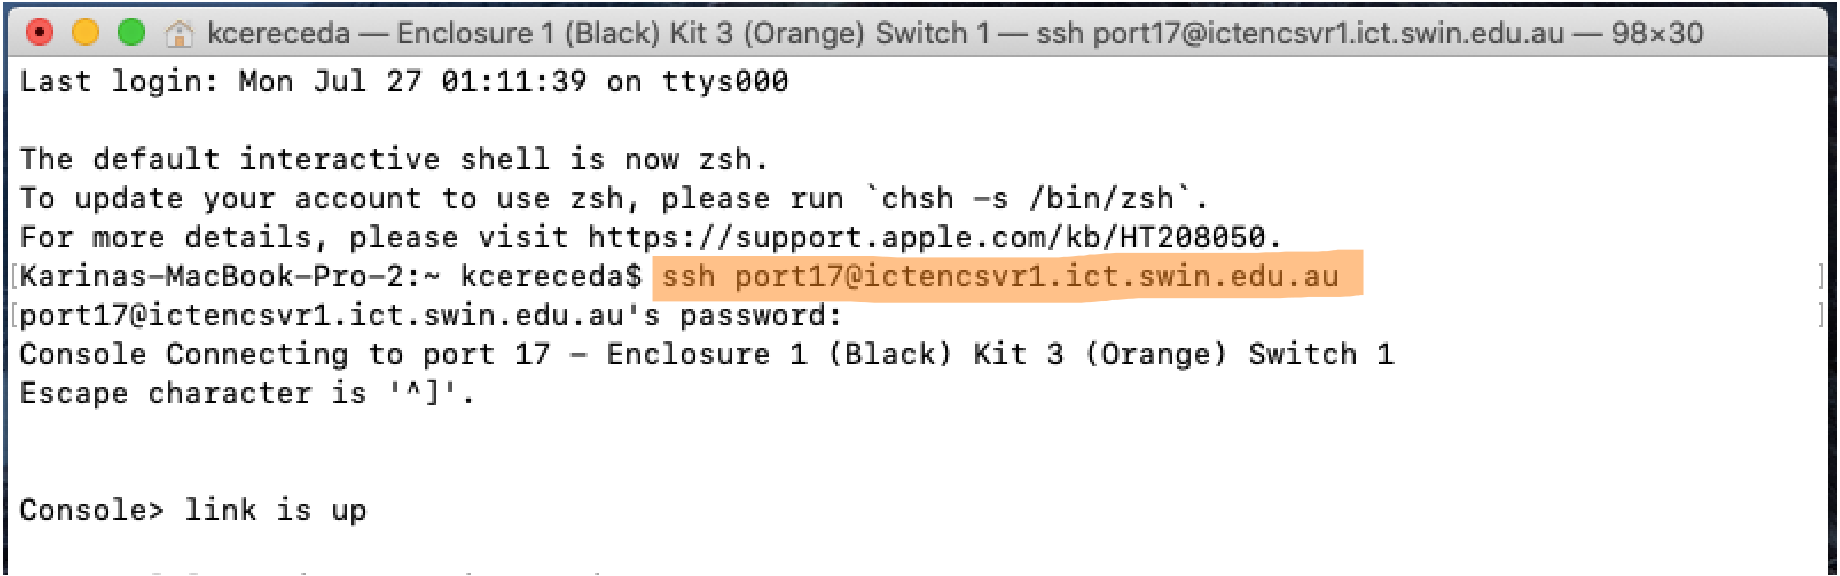 kcereceda — Enclosure 1 (Black) Kit 3 (Orange) Switch 1 — ssh port17@ictencsvr1.ict.swin.edu.au — 98×30
Last login: Mon Jul 27 01:11:39 on ttys000
The default interactive shell is now zsh.
To update your account to use zsh, please run `chsh -s /bin/zsh`.
For more details, please visit https://support.apple.com/kb/HT208050.
[Karinas-MacBook-Pro-2:~ kcereceda$ ssh port17@ictencsvr1.ict.swin.edu.au ]
[port17@ictencsvr1.ict.swin.edu.au's password: ]
Console Connecting to port 17 - Enclosure 1 (Black) Kit 3 (Orange) Switch 1
Escape character is '^]'.
Console> link is up